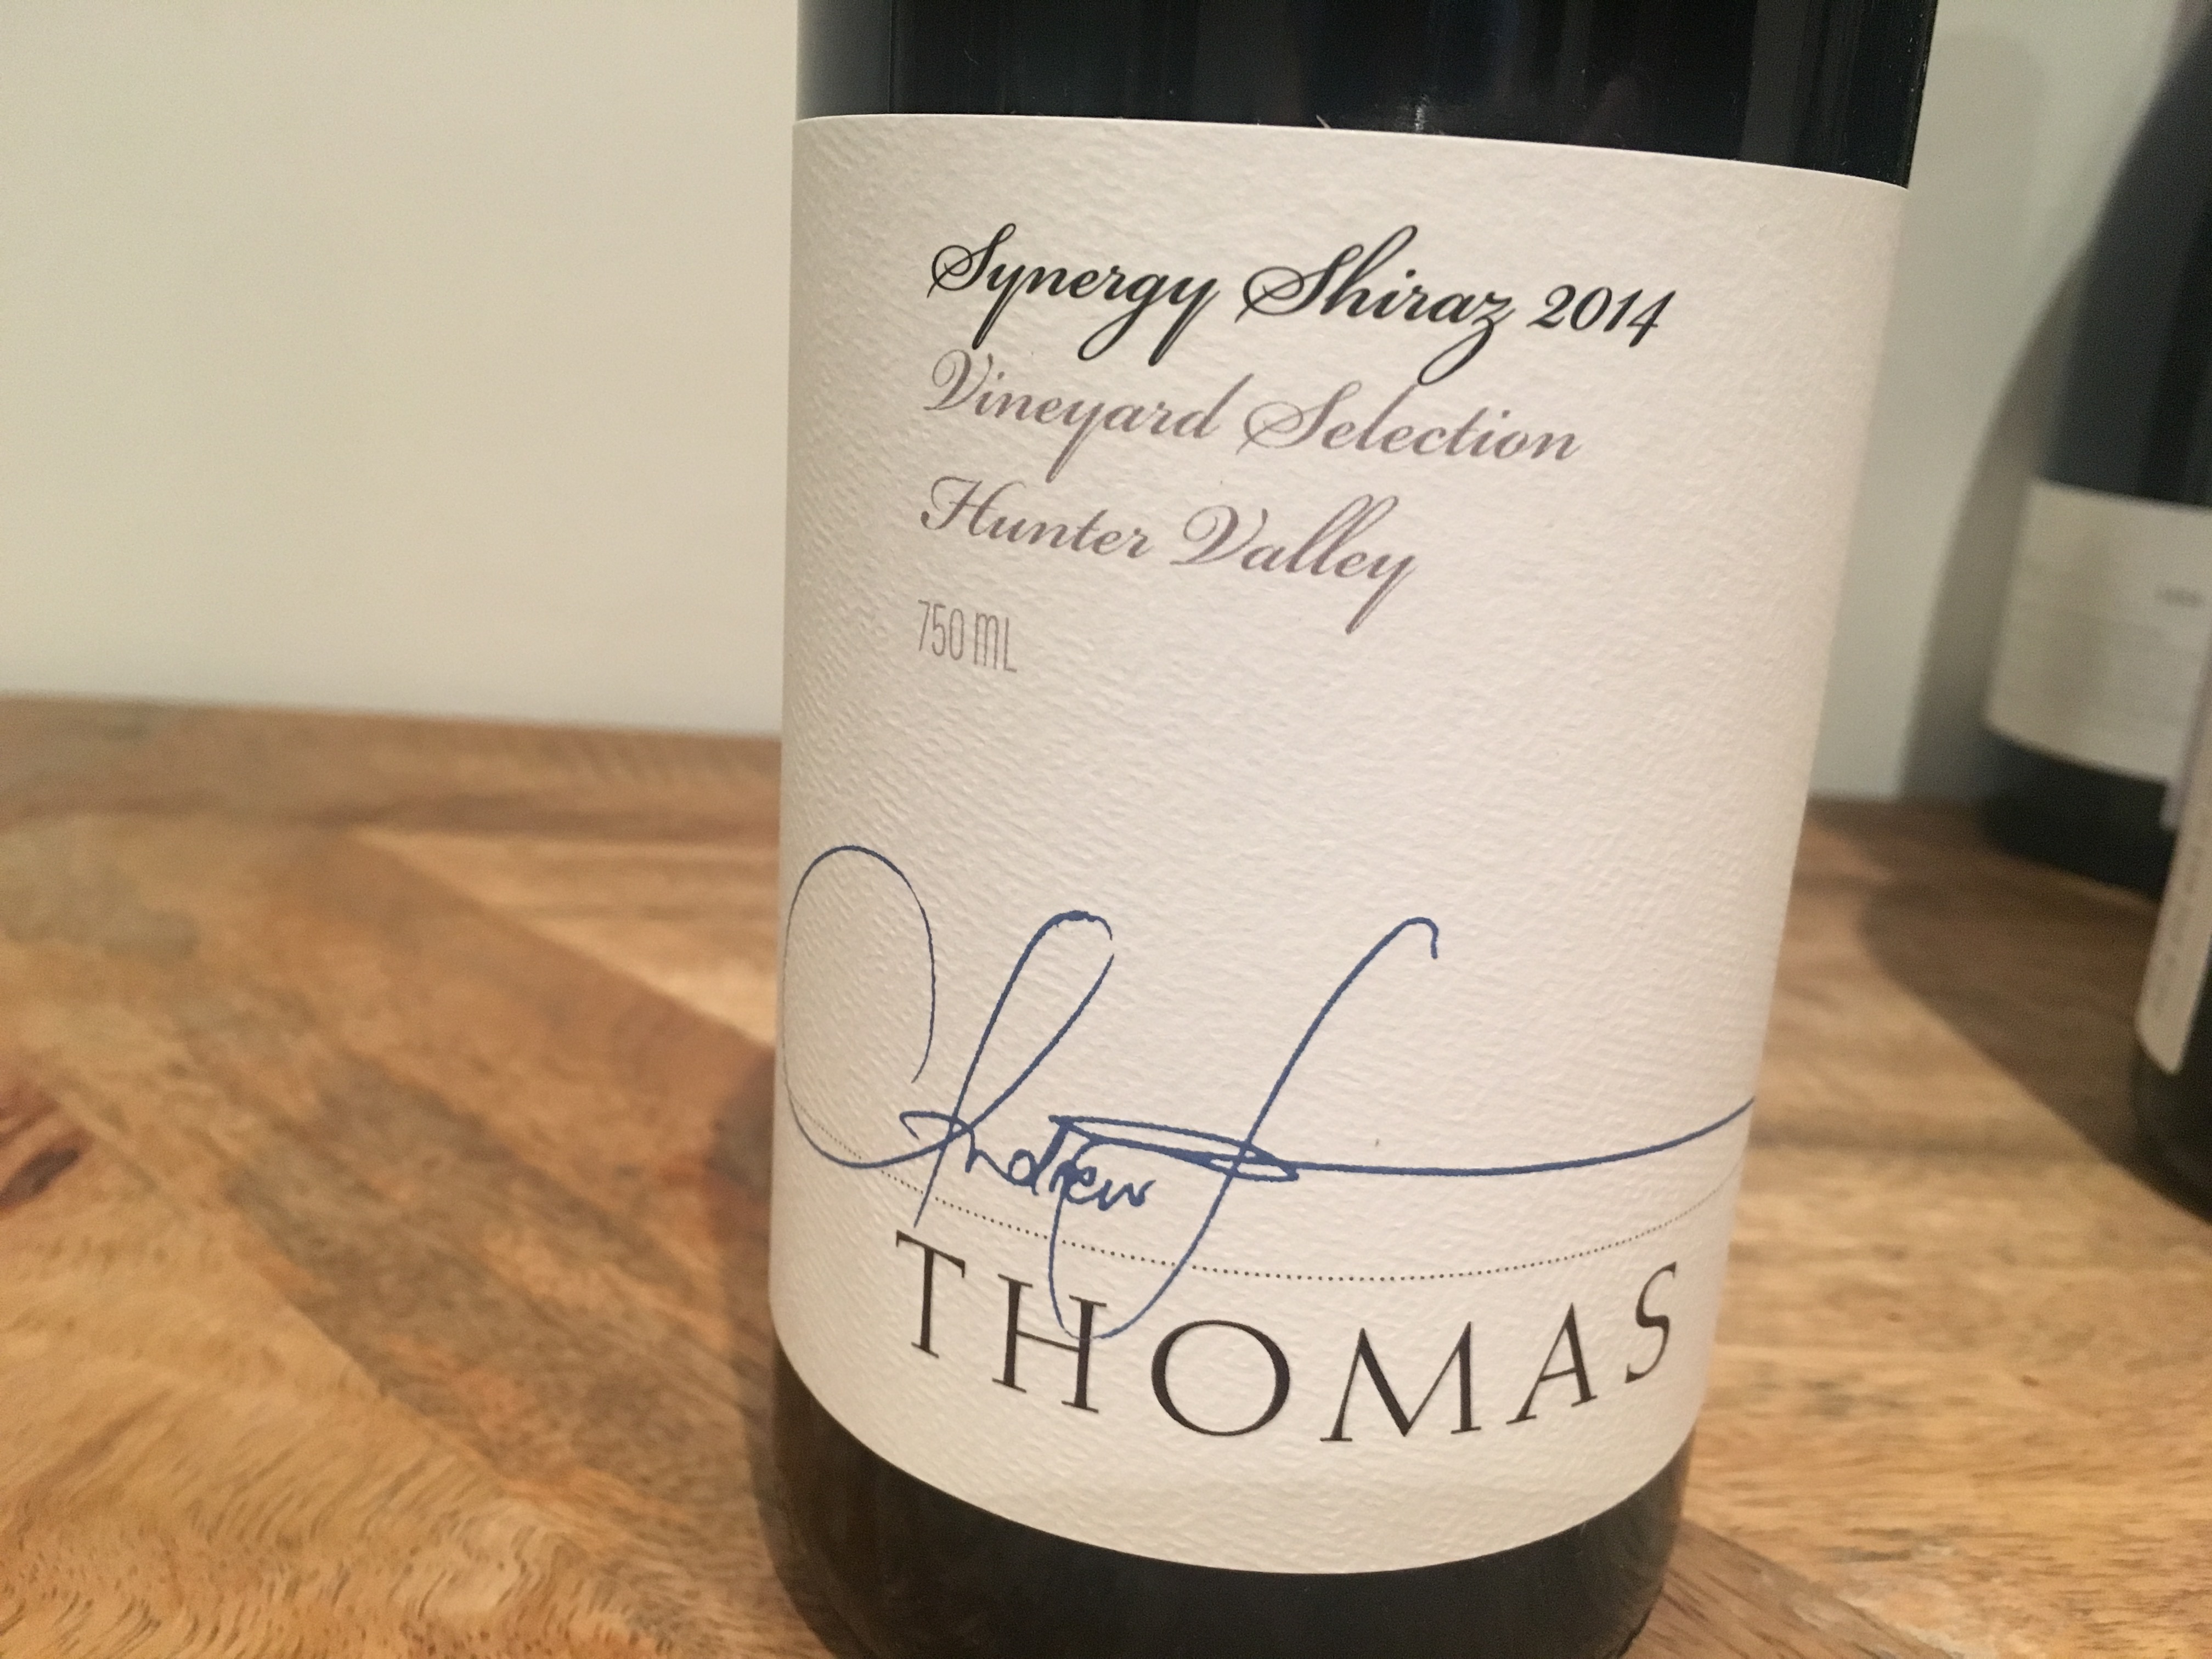 Synergy Shiraz 2014
Vineyard Selection
Hunter Valley
750 mL
Andrew
THOMAS